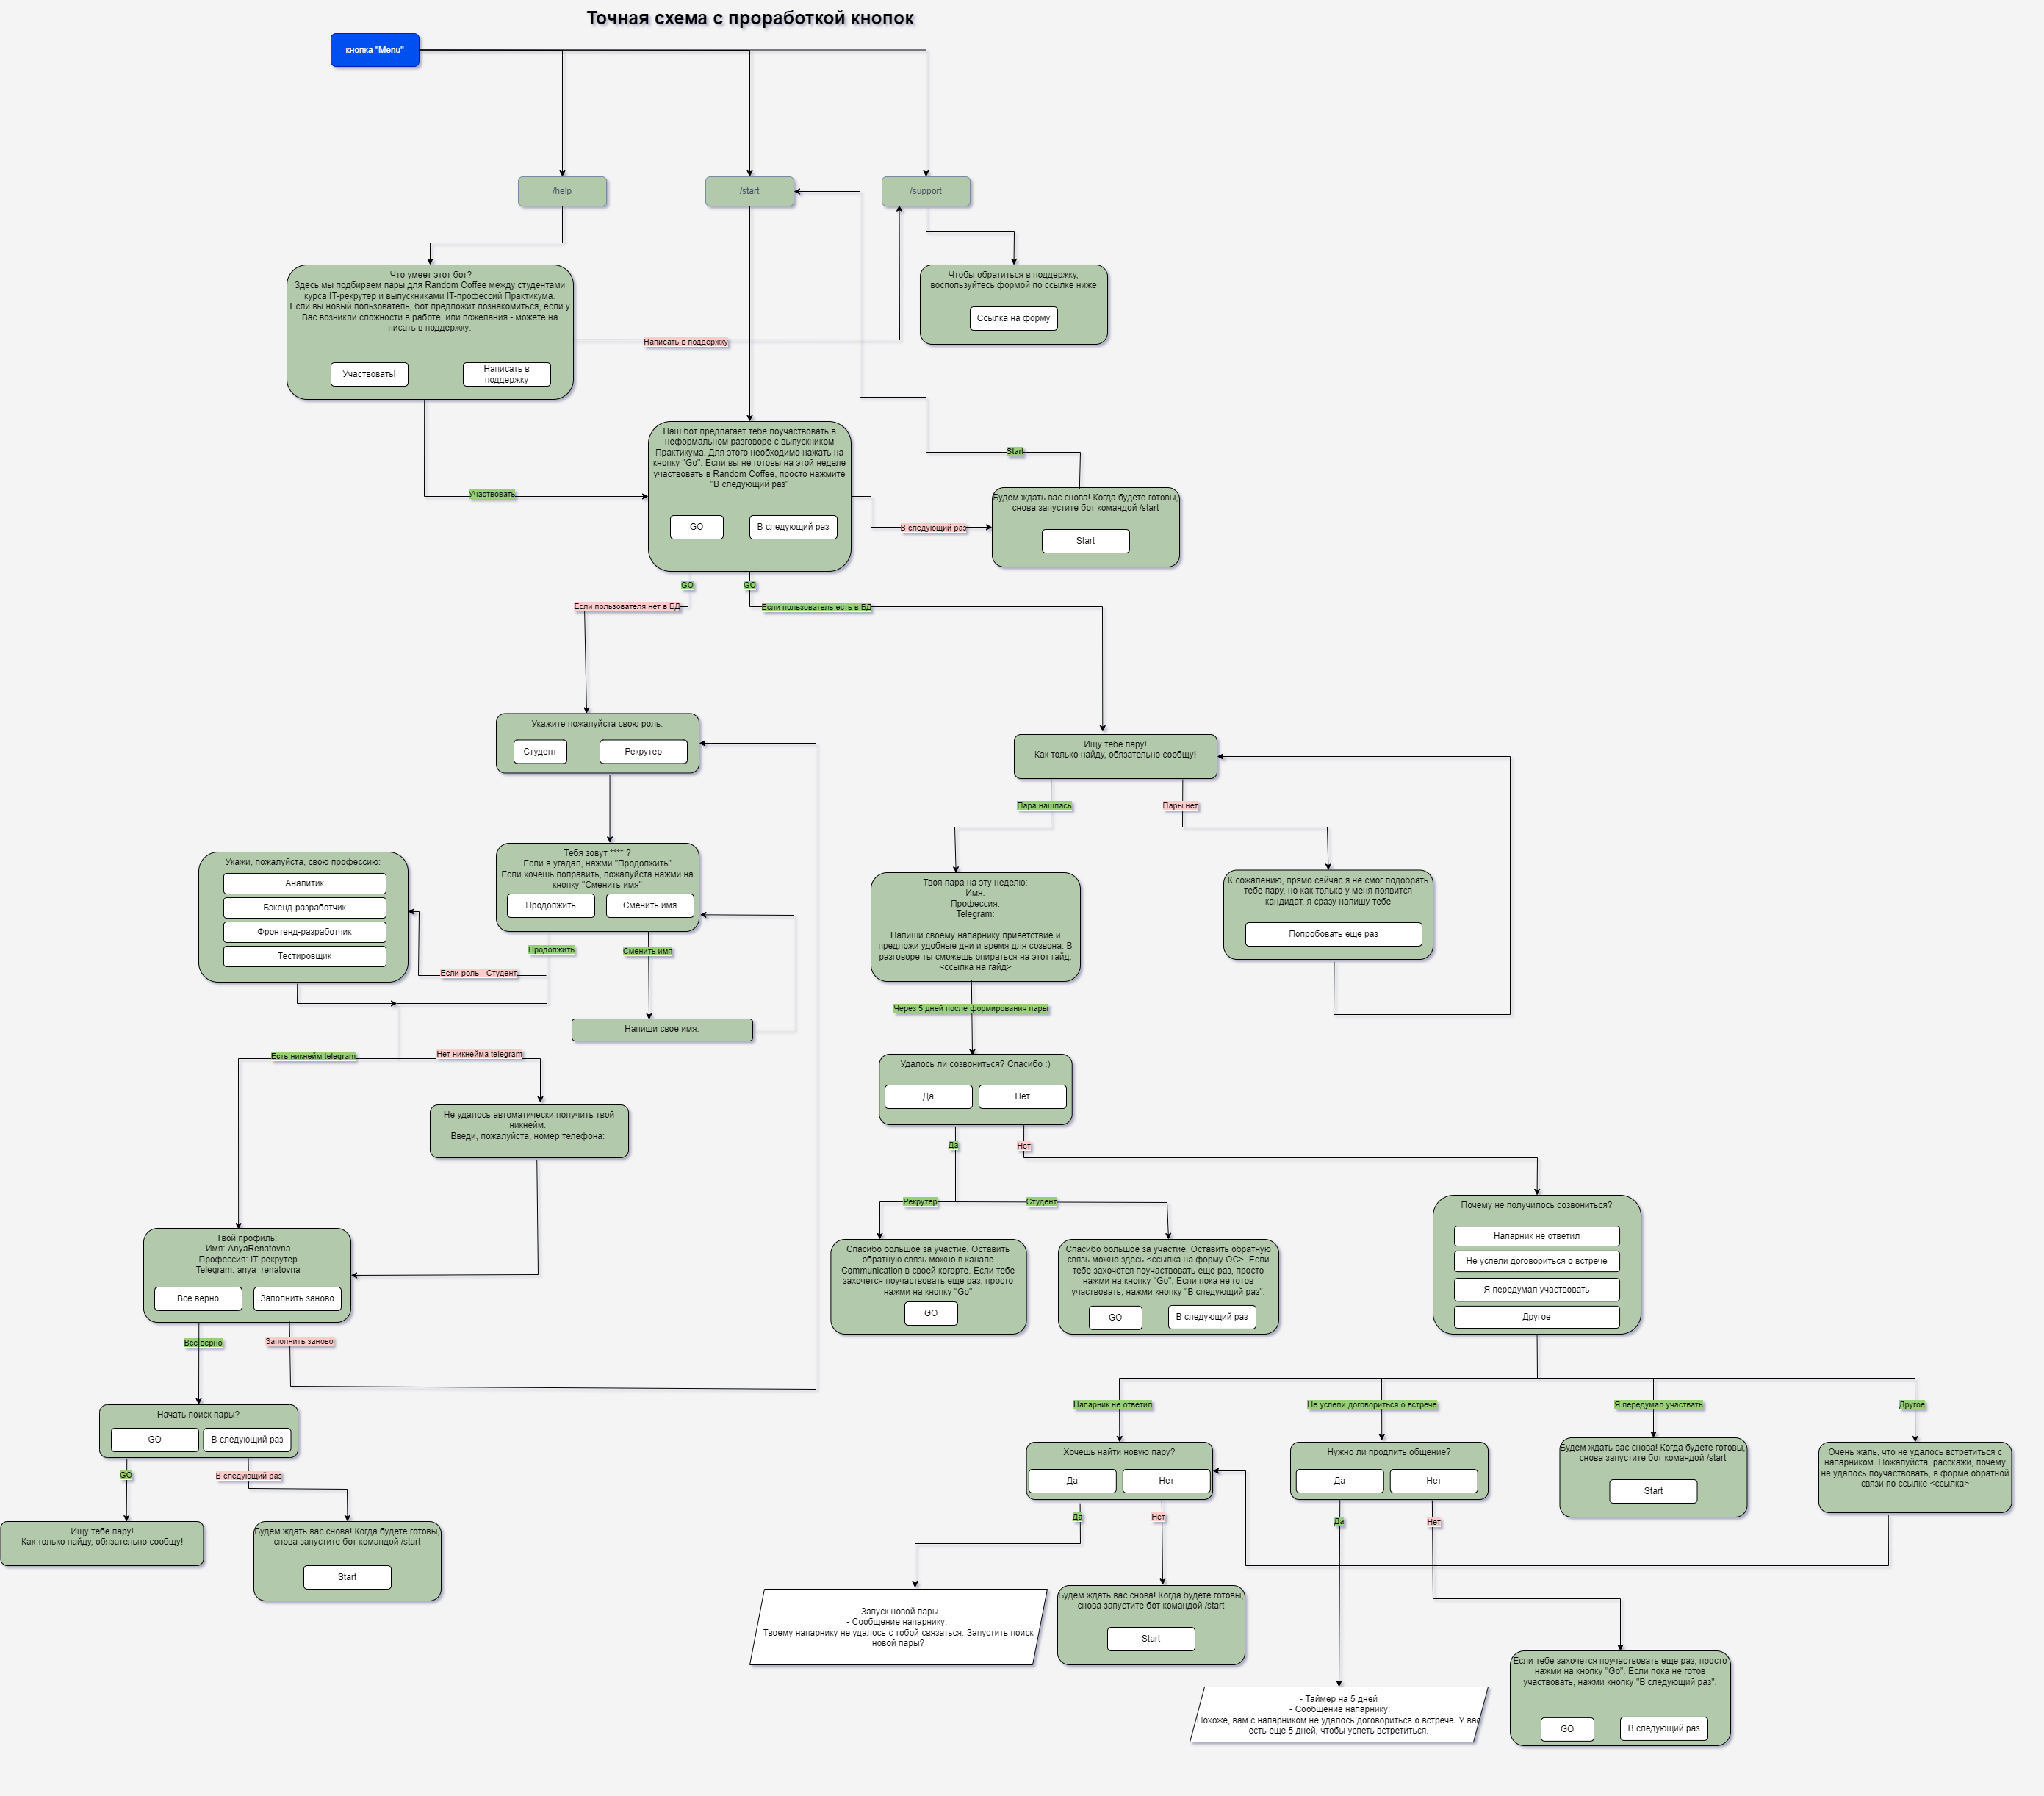 Точная схема с проработкой кнопок
кнопка "Menu"
/help
/start
/support
Что умеет этот бот?
Здесь мы подбираем пары для Random Coffee между студентами
курса IT-рекрутер и выпускниками IT-профессий Практикума.
Если вы новый пользователь, бот предложит познакомиться, если у
Вас возникли сложности в работе, или пожелания - можете на
писать в поддержку:
Участвовать!
Написать в
поддержку
Чтобы обратиться в поддержку,
воспользуйтесь формой по ссылке ниже
Ссылка на форму
Написать в поддержку
Участвовать
Наш бот предлагает тебе поучаствовать в
неформальном разговоре с выпускником
Практикума. Для этого необходимо нажать на
кнопку "Go". Если вы не готовы на этой неделе
участвовать в Random Coffee, просто нажмите
"В следующий раз"
GO
В следующий раз
Start
В следующий раз
Будем ждать вас снова! Когда будете готовы,
снова запустите бот командой /start
Start
GO
GO
Если пользователя нет в БД
Если пользователь есть в БД
Укажите пожалуйста свою роль:
Студент
Рекрутер
Ищу тебе пару!
Как только найду, обязательно сообщу!
Пара нашлась
Пары нет
Тебя зовут **** ?
Если я угадал, нажми "Продолжить"
Если хочешь поправить, пожалуйста нажми на
кнопку "Сменить имя"
Продолжить
Сменить имя
Укажи, пожалуйста, свою профессию:
Аналитик
Бэкенд-разработчик
Фронтенд-разработчик
Тестировщик
Продолжить
Сменить имя
Если роль - Студент
Напиши свое имя:
Твоя пара на эту неделю:
Имя:
Профессия:
Telegram:
Напиши своему напарнику приветствие и
предложи удобные дни и время для созвона. В
разговоре ты сможешь опираться на этот гайд:
<ссылка на гайд>
К сожалению, прямо сейчас я не смог подобрать
тебе пару, но как только у меня появится
кандидат, я сразу напишу тебе
Попробовать еще раз
Через 5 дней после формирования пары
Есть никнейм telegram
Нет никнейма telegram
Не удалось автоматически получить твой
никнейм.
Введи, пожалуйста, номер телефона:
Удалось ли созвониться? Спасибо :)
Да
Нет
Да
Нет
Рекрутер
Студент
Твой профиль:
Имя: AnyaRenatovna
Профессия: IT-рекрутер
Telegram: anya_renatovna
Все верно
Заполнить заново
Все верно
Заполнить заново
Спасибо большое за участие. Оставить
обратную связь можно в канале
Communication в своей когорте. Если тебе
захочется поучаствовать еще раз, просто
нажми на кнопку "Go"
GO
Спасибо большое за участие. Оставить обратную
связь можно здесь <ссылка на форму ОС>. Если
тебе захочется поучаствовать еще раз, просто
нажми на кнопку "Go". Если пока не готов
участвовать, нажми кнопку "В следующий раз".
GO
В следующий раз
Почему не получилось созвониться?
Напарник не ответил
Не успели договориться о встрече
Я передумал участвовать
Другое
Начать поиск пары?
GO
В следующий раз
GO
В следующий раз
Ищу тебе пару!
Как только найду, обязательно сообщу!
Будем ждать вас снова! Когда будете готовы,
снова запустите бот командой /start
Start
Напарник не ответил
Не успели договориться о встрече
Я передумал участвать
Другое
Хочешь найти новую пару?
Да
Нет
Нужно ли продлить общение?
Да
Нет
Будем ждать вас снова! Когда будете готовы,
снова запустите бот командой /start
Start
Очень жаль, что не удалось встретиться с
напарником. Пожалуйста, расскажи, почему
не удалось поучаствовать, в форме обратной
связи по ссылке <ссылка>
Да
Нет
Да
Нет
- Запуск новой пары.
- Сообщение напарнику:
Твоему напарнику не удалось с тобой связаться. Запустить поиск
новой пары?
Будем ждать вас снова! Когда будете готовы,
снова запустите бот командой /start
Start
- Таймер на 5 дней
- Сообщение напарнику:
Похоже, вам с напарником не удалось договориться о встрече. У вас
есть еще 5 дней, чтобы успеть встретиться.
Если тебе захочется поучаствовать еще раз, просто
нажми на кнопку "Go". Если пока не готов
участвовать, нажми кнопку "В следующий раз".
GO
В следующий раз